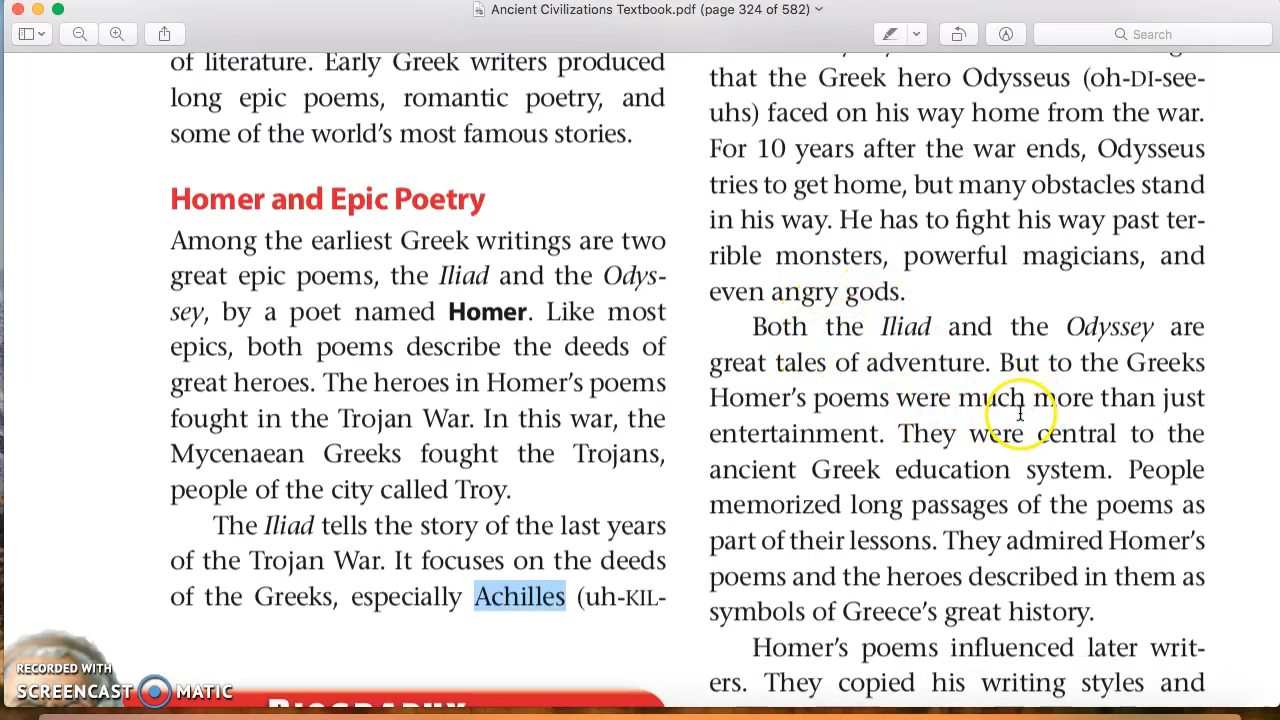 Ancient Civilizations Textbook.pdf (page 324 of 582)
Search
of literature. Early Greek writers produced
long epic poems, romantic poetry, and
some of the world's most famous stories.
Homer and Epic Poetry
Among the earliest Greek writings are two
great epic poems, the Iliad and the Odys-
sey, by a poet named Homer. Like most
epics, both poems describe the deeds of
great heroes. The heroes in Homer's poems
fought in the Trojan War. In this war, the
Mycenaean Greeks fought the Trojans,
people of the city called Troy.
The Iliad tells the story of the last years
of the Trojan War. It focuses on the deeds
of the Greeks, especially Achilles (uh-KIL-
that the Greek hero Odysseus (oh-DI-see-
uhs) faced on his way home from the war.
For 10 years after the war ends, Odysseus
tries to get home, but many obstacles stand
in his way. He has to fight his way past ter-
rible monsters, powerful magicians, and
even angry gods.
Both the Iliad and the Odyssey are
great tales of adventure. But to the Greeks
Homer's poems were much more than just
entertainment. They were central to the
ancient Greek education system. People
memorized long passages of the poems as
part of their lessons. They admired Homer's
poems and the heroes described in them as
symbols of Greece's great history.
Homer's poems influenced later writ-
ers. They copied his writing styles and
RECORDED WITH
SCREENCAST MATIC
BIOGRAPHY